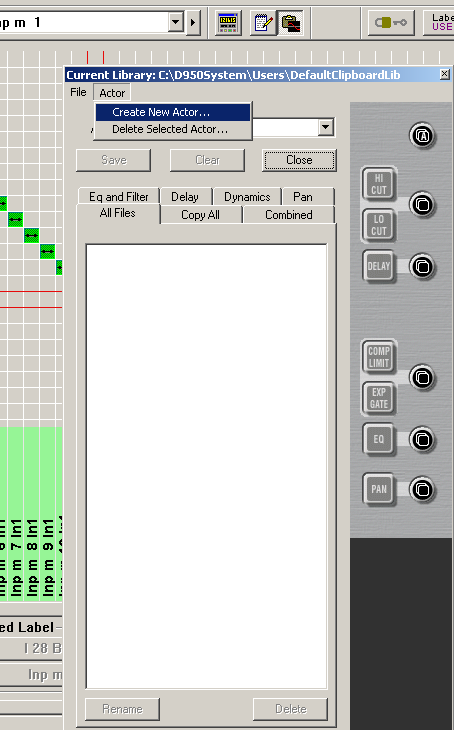 np m 1
Labe
USE
Current Library: C:\D950System\Users\DefaultClipboardLib
File Actor
Create New Actor...
Delete Selected Actor...
Save Clear Close
Eq and Filter Delay Dynamics Pan
All Files Copy All Combined
A
HI CUT
LO CUT
DELAY
COMP LIMIT
EXP GATE
EQ
PAN
Inp m 7 In1
Inp m 8 In1
Inp m 9 In1
ed Label
I 28 B
Inp m
Rename Delete